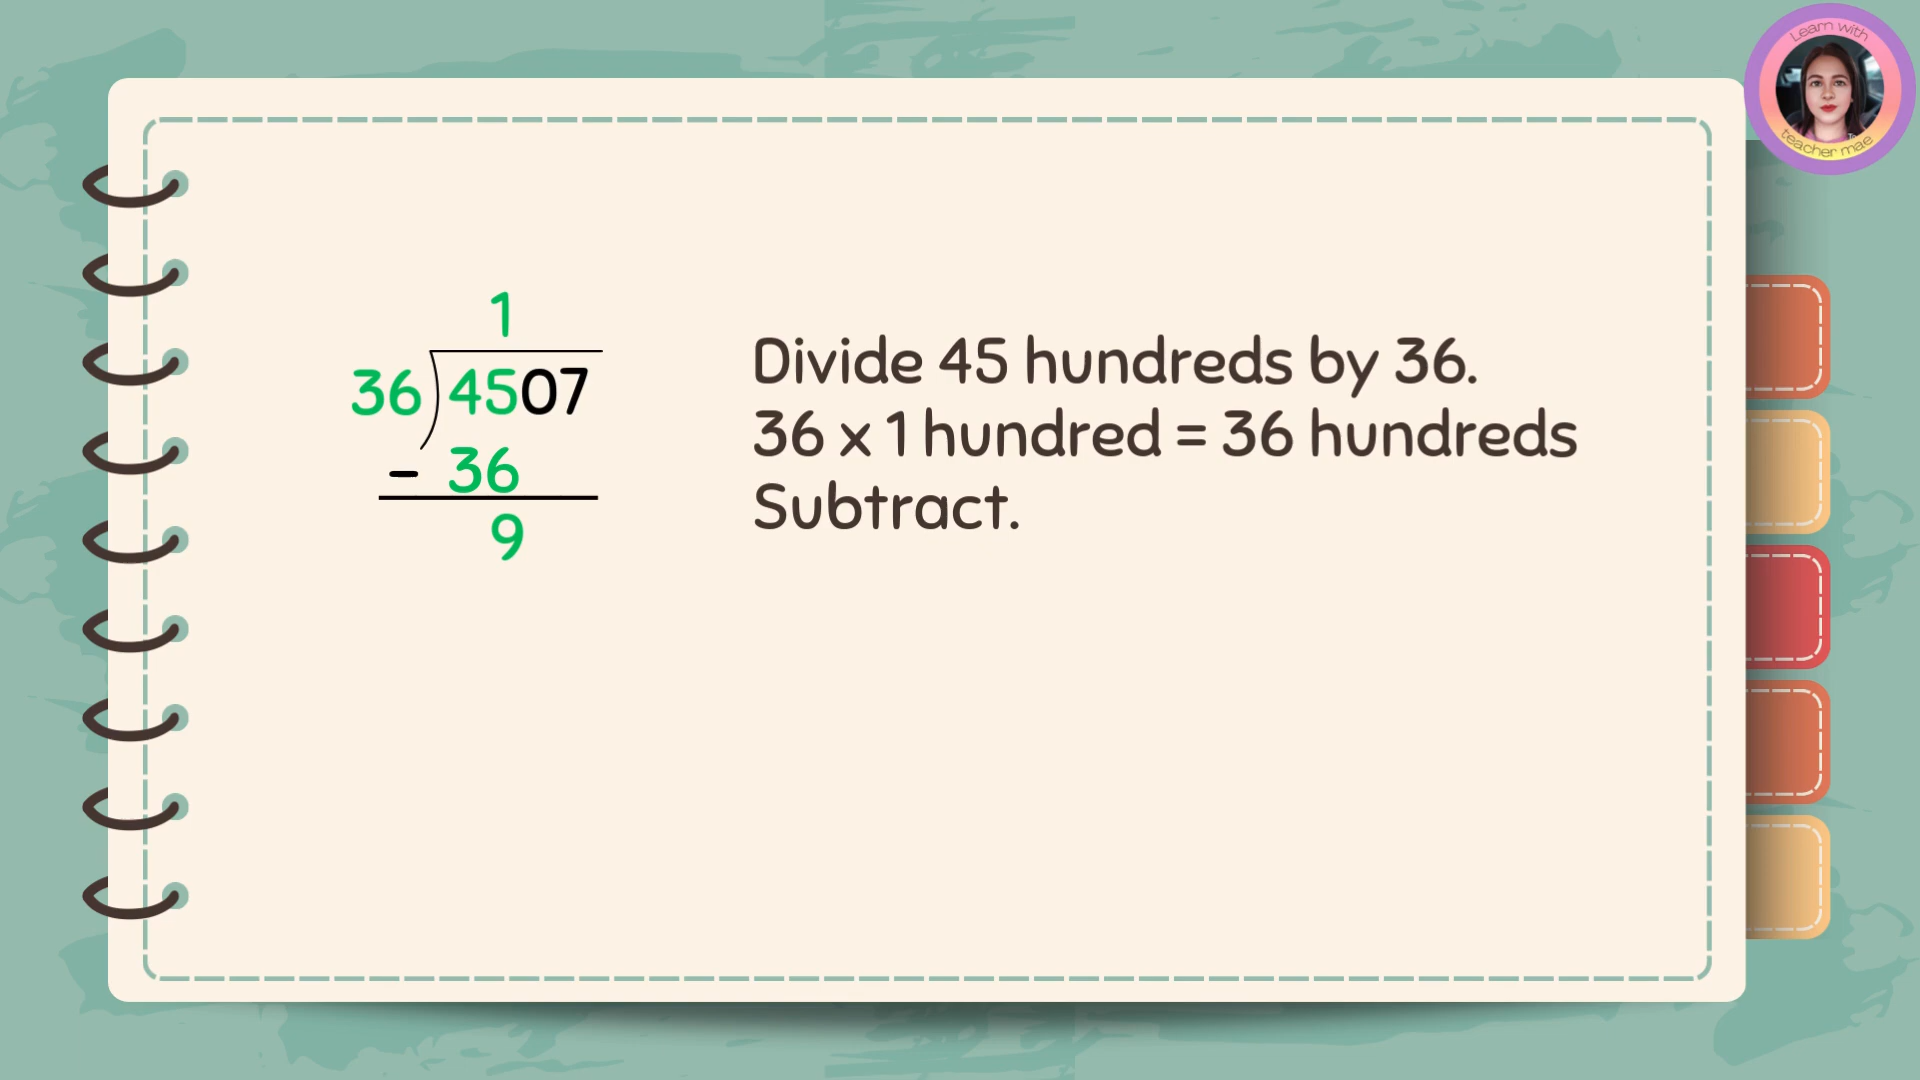 Learn with
teacher mae
1
36 4507
- 36
9
Divide 45 hundreds by 36.
36 x 1 hundred = 36 hundreds
Subtract.